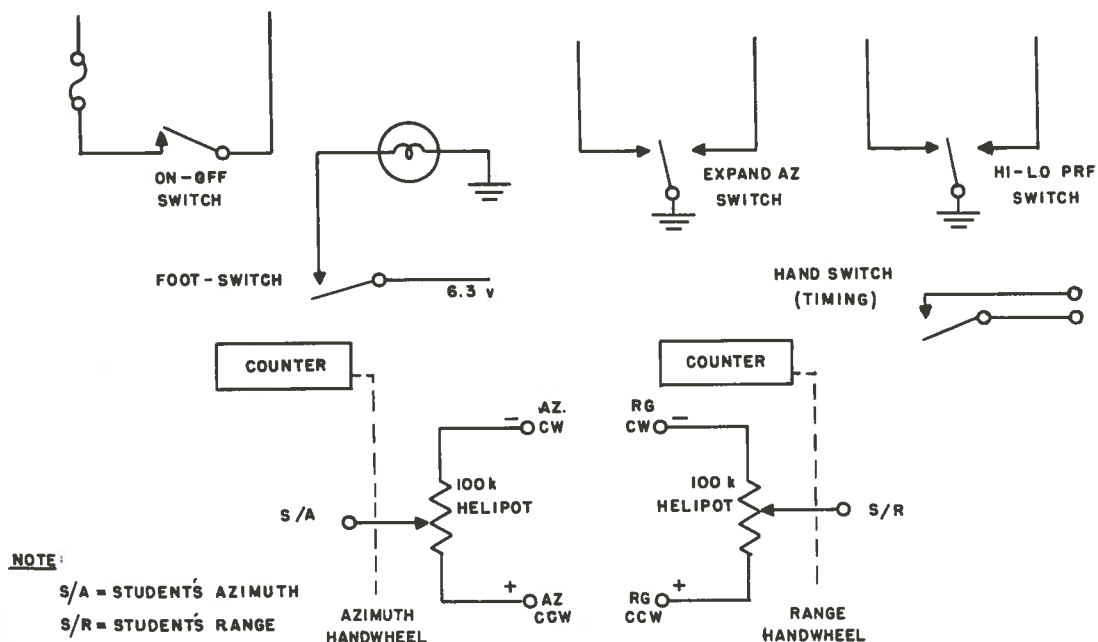 ON-OFF
SWITCH
EXPAND AZ
SWITCH
HI-LO PRF
SWITCH
FOOT-SWITCH
6.3 v
HAND SWITCH
(TIMING)
COUNTER
COUNTER
AZ.
− CW
100k
HELIPOT
S/A
+ AZ
CCW
AZIMUTH
HANDWHEEL
RG
CW −
100k
HELIPOT
S/R
RG +
CCW
RANGE
HANDWHEEL
NOTE:
S/A = STUDENT'S AZIMUTH
S/R = STUDENT'S RANGE